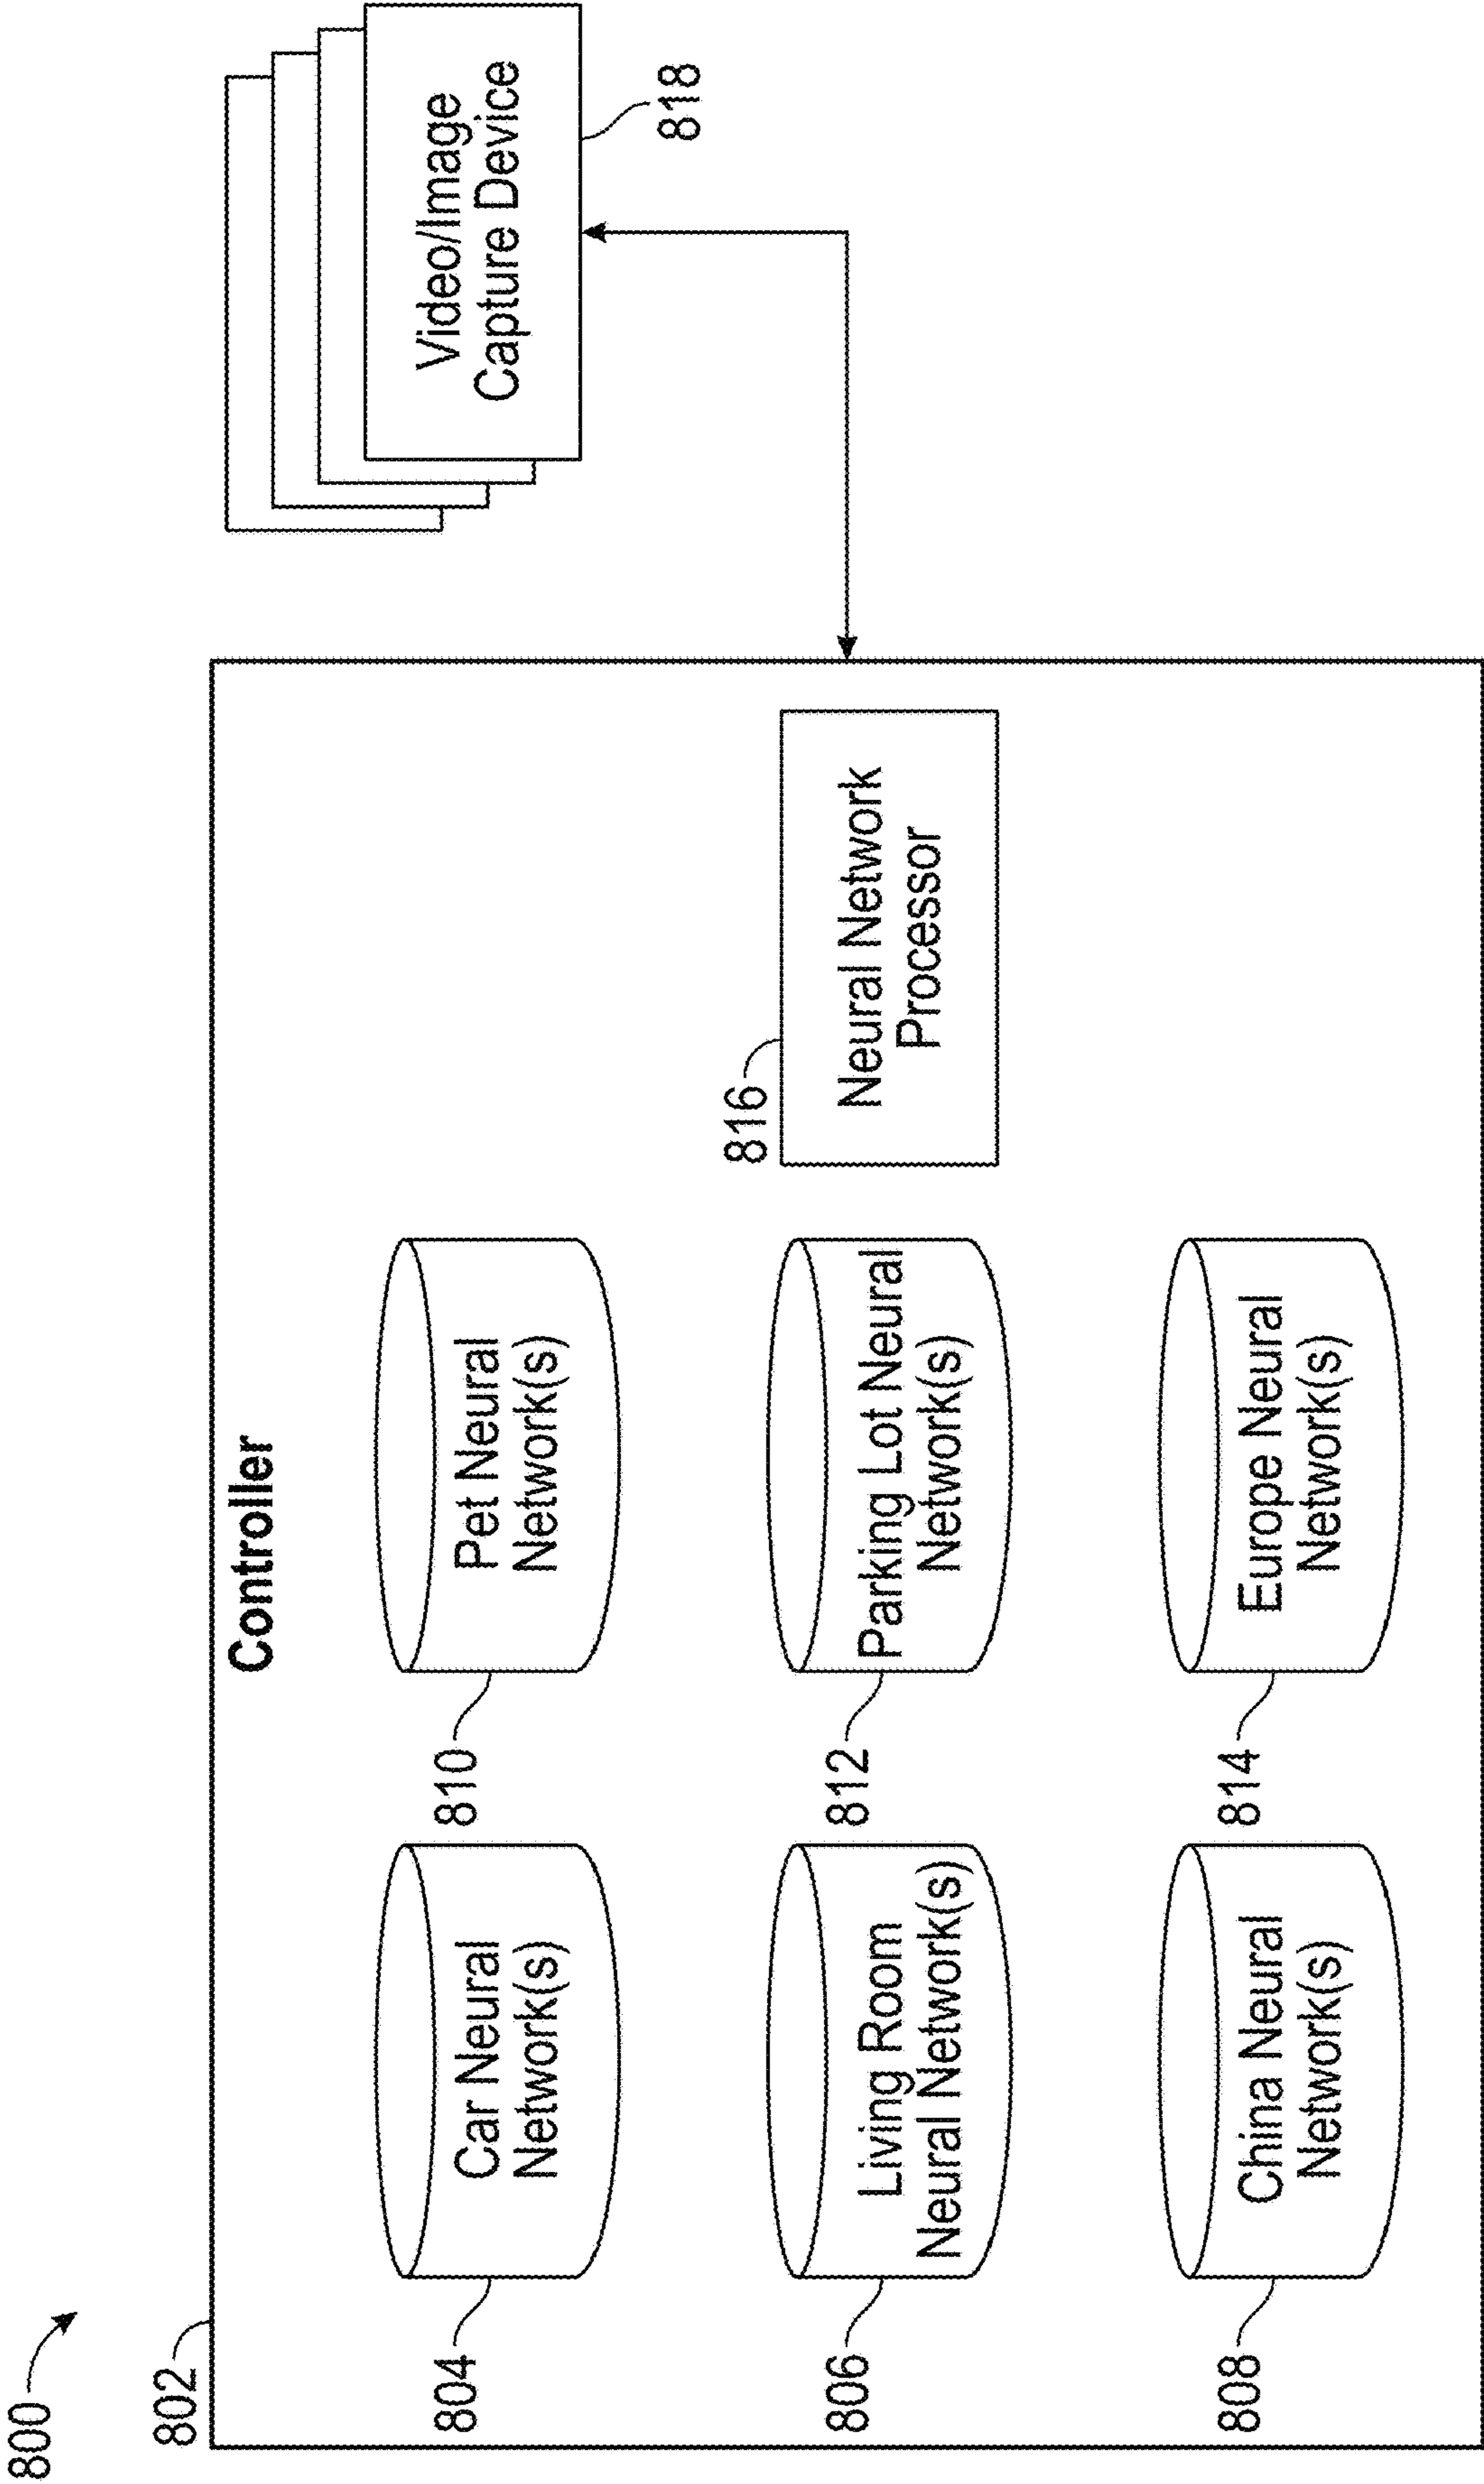 800
802
Controller
804
Car Neural
Network(s)
810
Pet Neural
Network(s)
806
Living Room
Neural Network(s)
812
Parking Lot Neural
Network(s)
808
China Neural
Network(s)
814
Europe Neural
Network(s)
816
Neural Network
Processor
Video/Image
Capture Device
818